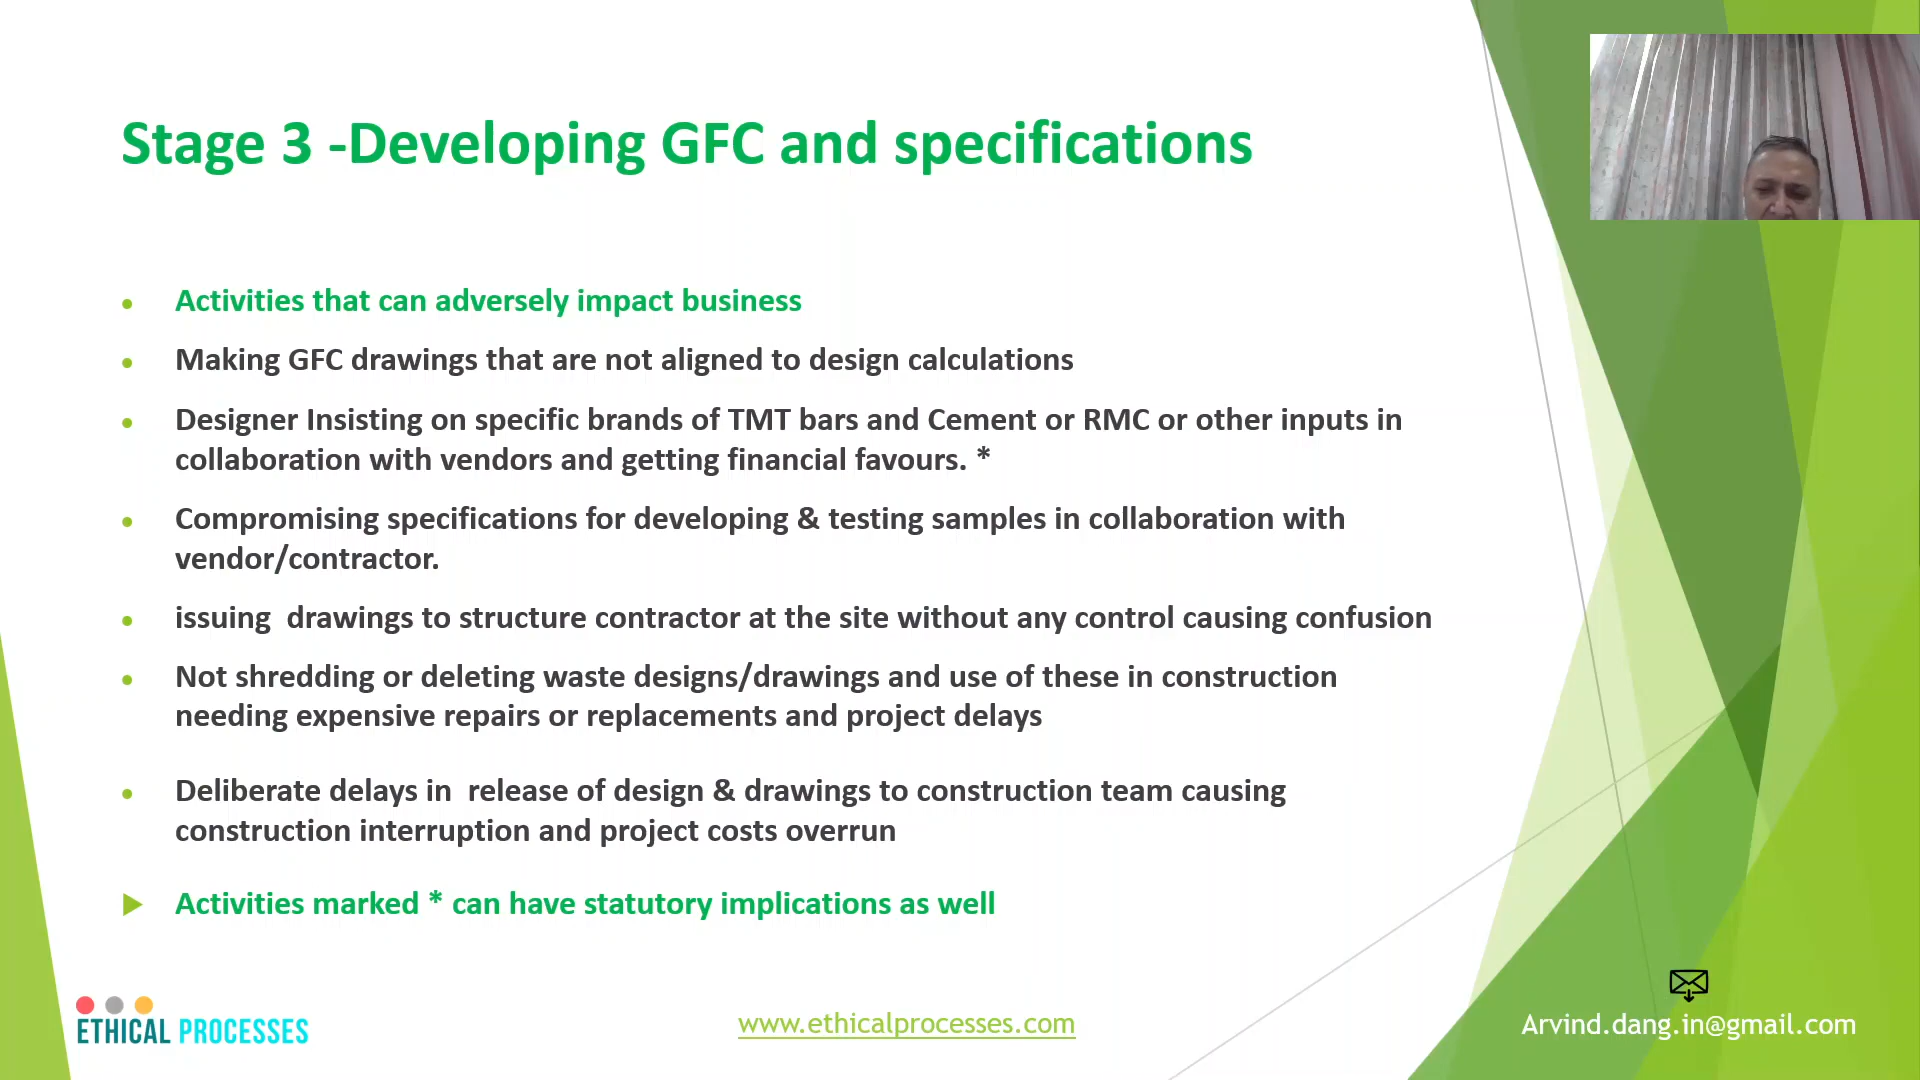 Stage 3 -Developing GFC and specifications
Activities that can adversely impact business
Making GFC drawings that are not aligned to design calculations
Designer Insisting on specific brands of TMT bars and Cement or RMC or other inputs in
collaboration with vendors and getting financial favours. *
Compromising specifications for developing & testing samples in collaboration with
vendor/contractor.
issuing  drawings to structure contractor at the site without any control causing confusion
Not shredding or deleting waste designs/drawings and use of these in construction
needing expensive repairs or replacements and project delays
Deliberate delays in  release of design & drawings to construction team causing
construction interruption and project costs overrun
Activities marked * can have statutory implications as well
ETHICAL PROCESSES
www.ethicalprocesses.com
Arvind.dang.in@gmail.com